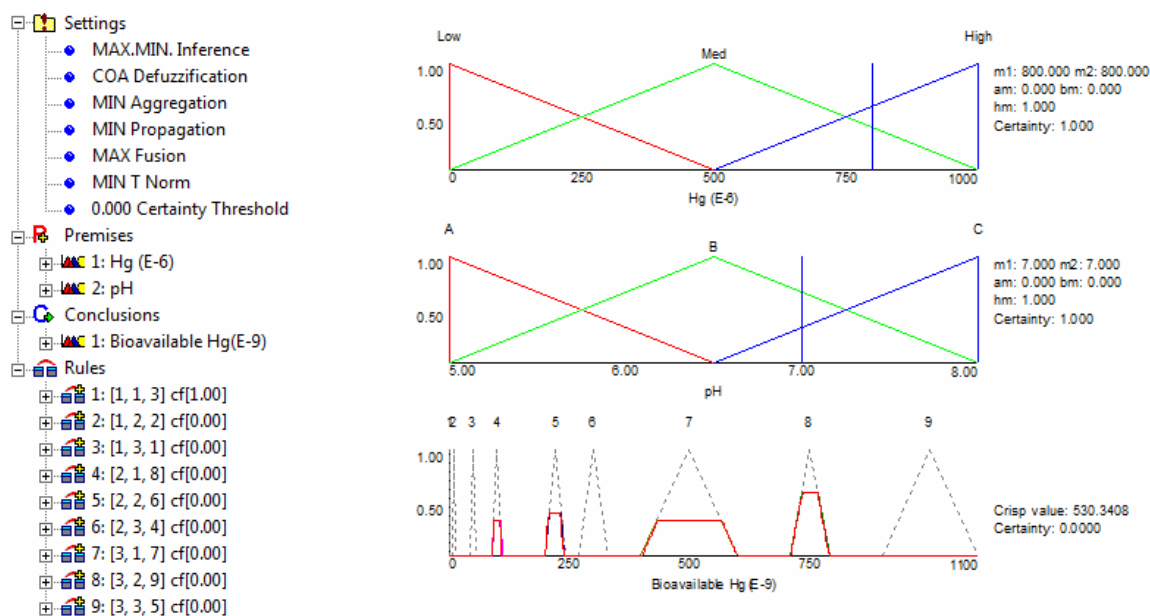 Settings
MAX.MIN. Inference
COA Defuzzification
MIN Aggregation
MIN Propagation
MAX Fusion
MIN T Norm
0.000 Certainty Threshold
Premises
1: Hg (E-6)
2: pH
Conclusions
1: Bioavailable Hg(E-9)
Rules
1: [1, 1, 3] cf[1.00]
2: [1, 2, 2] cf[0.00]
3: [1, 3, 1] cf[0.00]
4: [2, 1, 8] cf[0.00]
5: [2, 2, 6] cf[0.00]
6: [2, 3, 4] cf[0.00]
7: [3, 1, 7] cf[0.00]
8: [3, 2, 9] cf[0.00]
9: [3, 3, 5] cf[0.00]
Low Med High
1.00
0.50
0 250 500 750 1000
Hg (E-6)
m1: 800.000 m2: 800.000
am: 0.000 bm: 0.000
hm: 1.000
Certainty: 1.000
A B C
1.00
0.50
5.00 6.00 7.00 8.00
pH
m1: 7.000 m2: 7.000
am: 0.000 bm: 0.000
hm: 1.000
Certainty: 1.000
2 3 4 5 6 7 8 9
1.00
0.50
0 250 500 750 1100
Bioavailable Hg (E-9)
Crisp value: 530.3408
Certainty: 0.0000